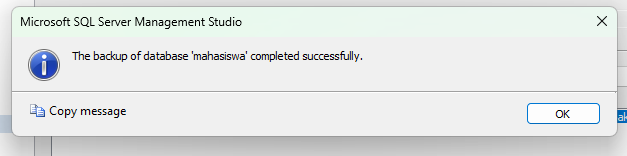 Microsoft SQL Server Management Studio
The backup of database 'mahasiswa' completed successfully.
Copy message
OK